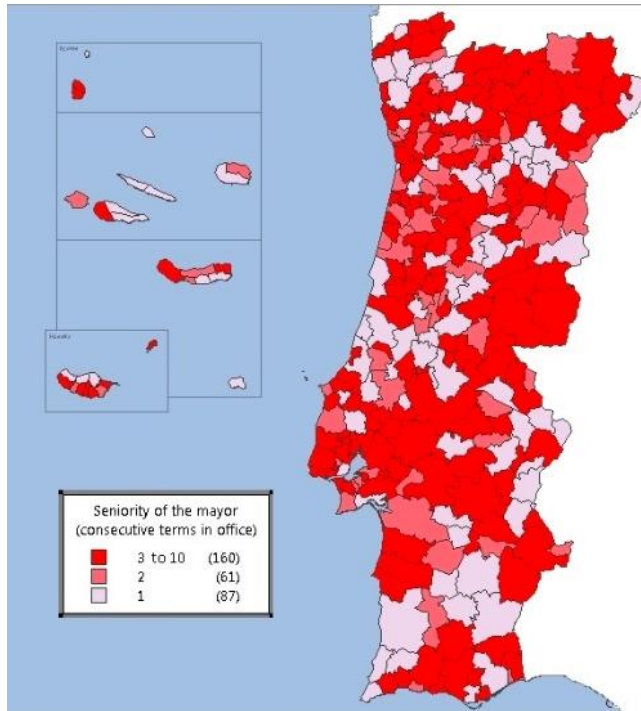 Seniority of the mayor
(consecutive terms in office)
3 to 10 (160)
2 (61)
1 (87)